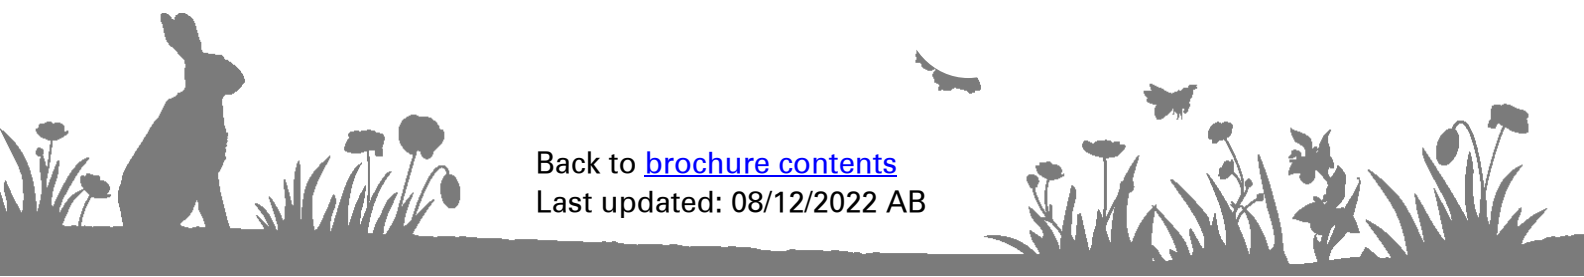 Back to brochure contents
Last updated: 08/12/2022 AB